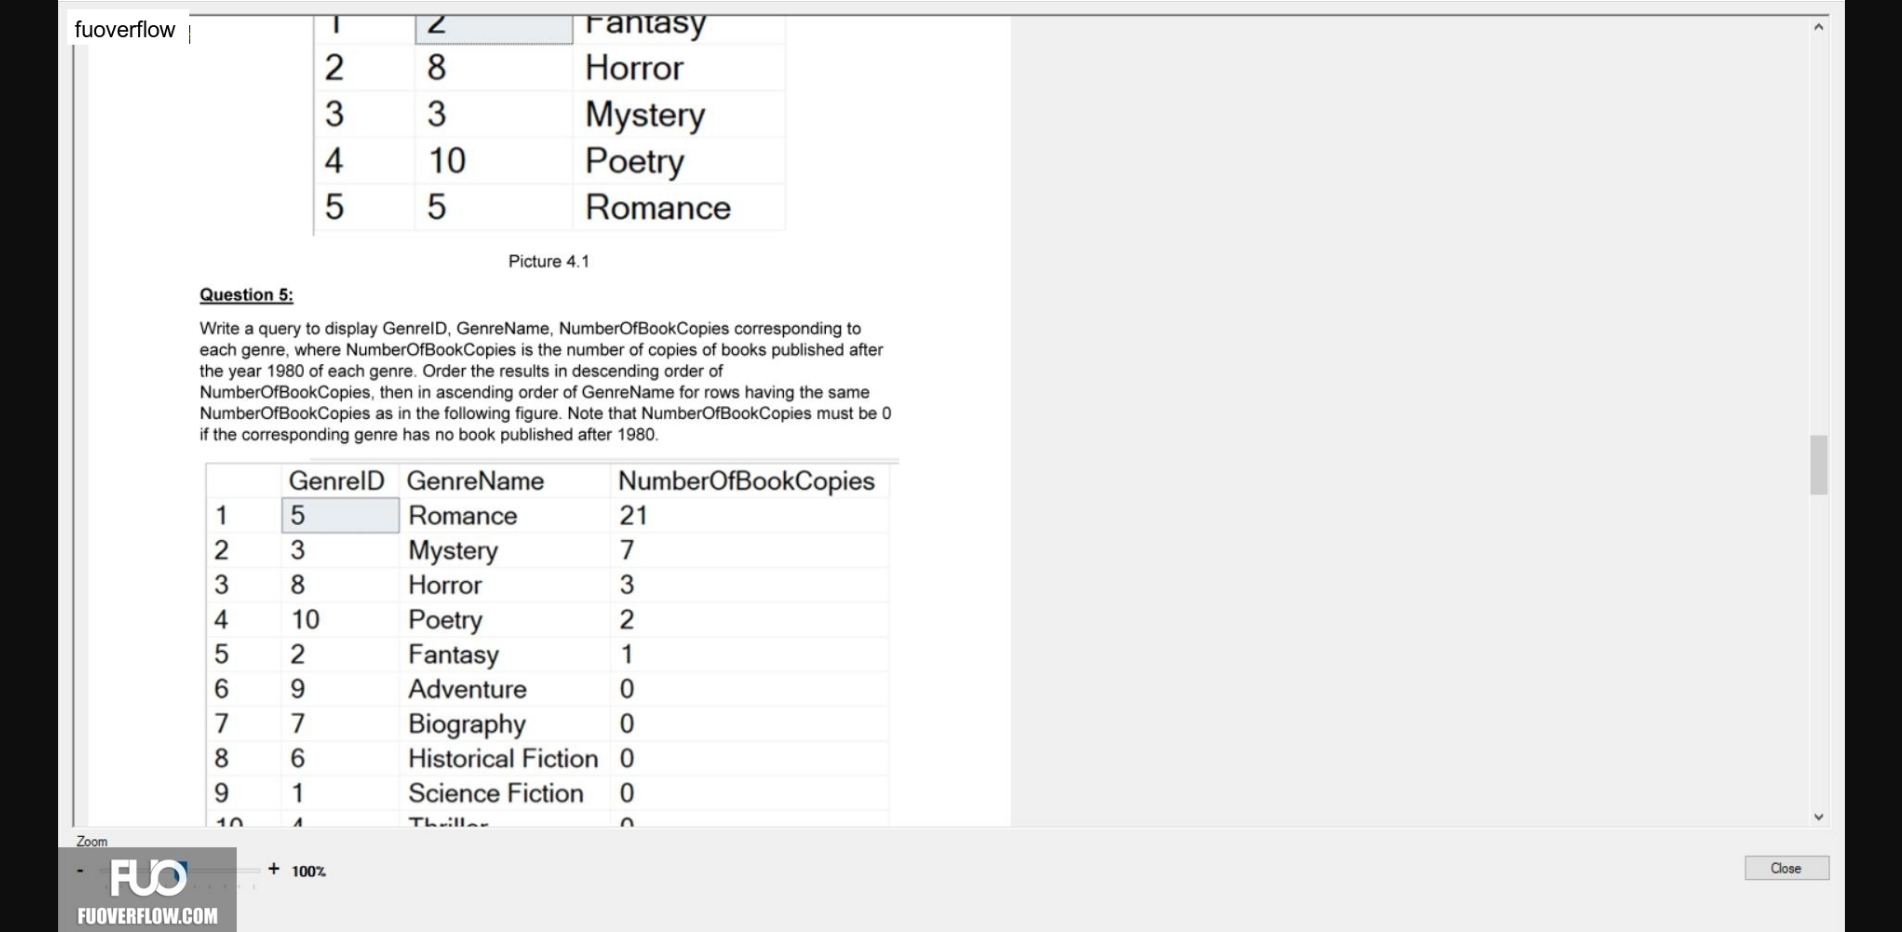 fuoverflow
1 2 Fantasy
2 8 Horror
3 3 Mystery
4 10 Poetry
5 5 Romance
Picture 4.1
Question 5:
Write a query to display GenreID, GenreName, NumberOfBookCopies corresponding to
each genre, where NumberOfBookCopies is the number of copies of books published after
the year 1980 of each genre. Order the results in descending order of
NumberOfBookCopies, then in ascending order of GenreName for rows having the same
NumberOfBookCopies as in the following figure. Note that NumberOfBookCopies must be 0
if the corresponding genre has no book published after 1980.
GenreID GenreName NumberOfBookCopies
1 5 Romance 21
2 3 Mystery 7
3 8 Horror 3
4 10 Poetry 2
5 2 Fantasy 1
6 9 Adventure 0
7 7 Biography 0
8 6 Historical Fiction 0
9 1 Science Fiction 0
10 4 Thriller 0
Zoom
- + 100%
Close
FUO
FUOVERFLOW.COM